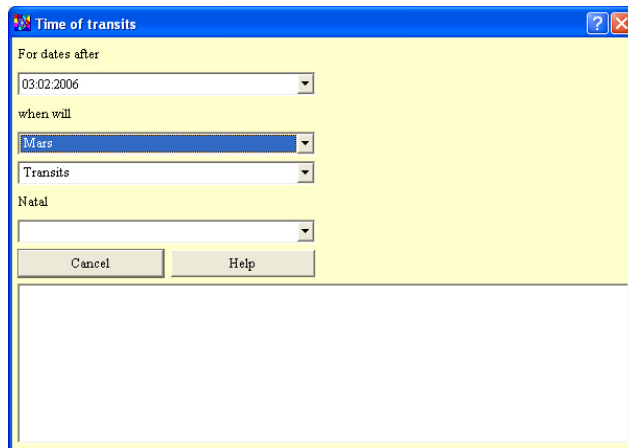 Time of transits
For dates after
03:02:2006
when will
Mars
Transits
Natal
Cancel Help